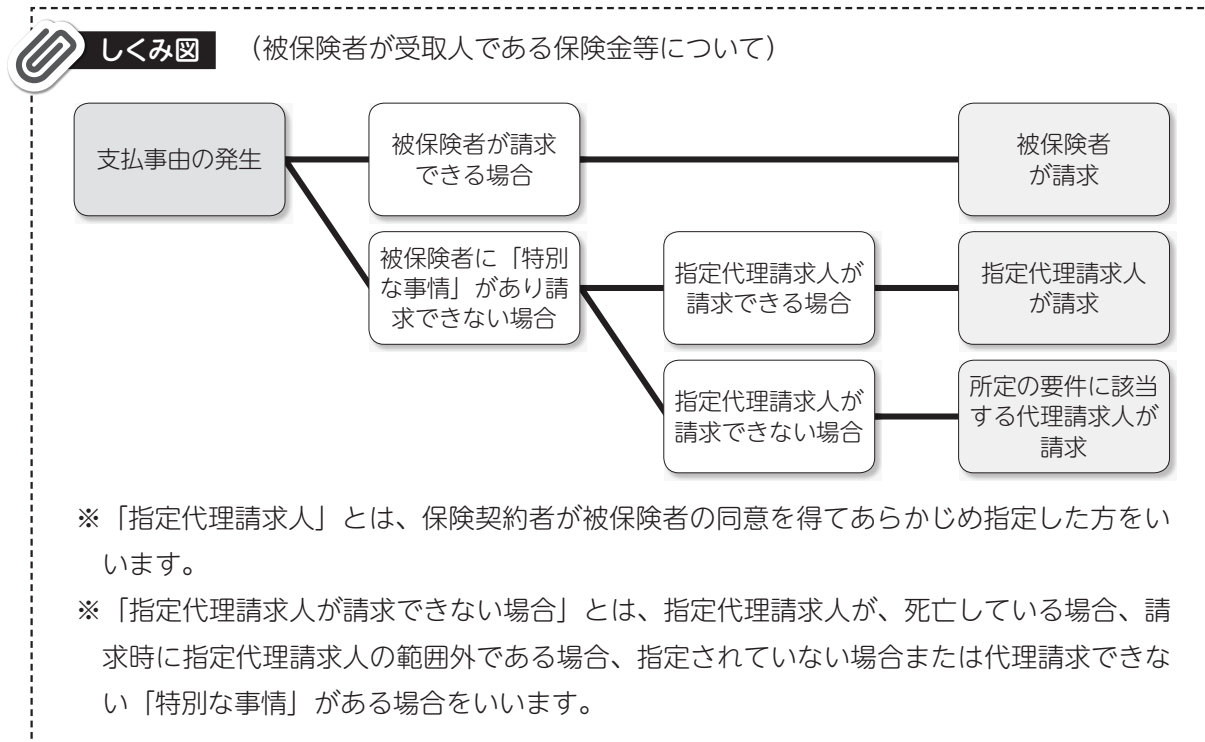 しくみ図 (被保険者が受取人である保険金等について)
支払事由の発生
被保険者が請求
できる場合
被保険者
が請求
被保険者に「特別
な事情」があり請
求できない場合
指定代理請求人が
請求できる場合
指定代理請求人
が請求
指定代理請求人が
請求できない場合
所定の要件に該当
する代理請求人が
請求
※「指定代理請求人」とは、保険契約者が被保険者の同意を得てあらかじめ指定した方をい
います。
※「指定代理請求人が請求できない場合」とは、指定代理請求人が、死亡している場合、請
求時に指定代理請求人の範囲外である場合、指定されていない場合または代理請求できな
い「特別な事情」がある場合をいいます。